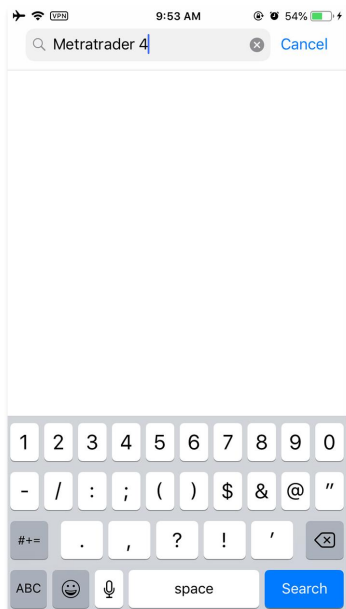 VPN 9:53 AM 54%
Metratrader 4 Cancel
1 2 3 4 5 6 7 8 9 0
- / : ; ( ) $ & @ "
#+= . , ? ! ' 
ABC space Search